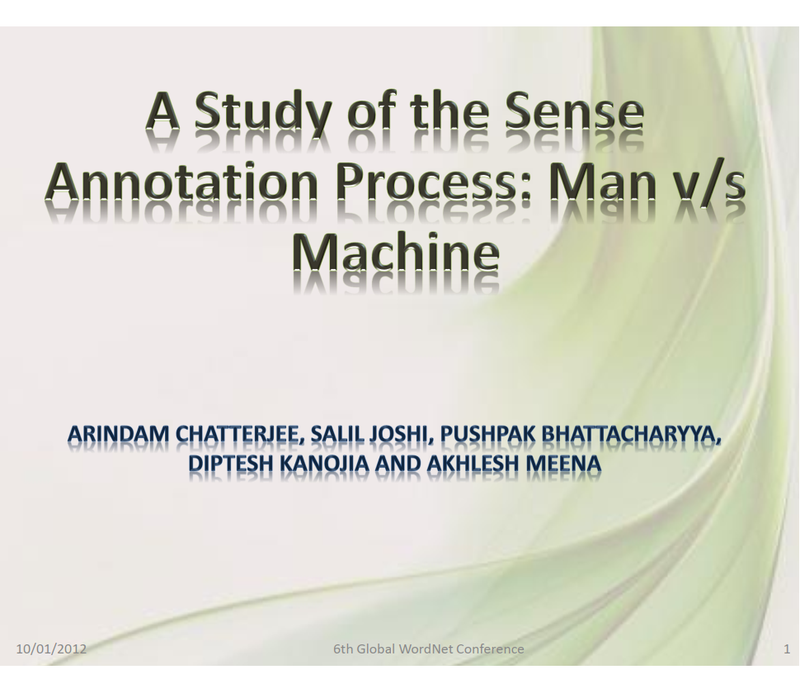 A Study of the Sense
Annotation Process: Man v/s
Machine
ARINDAM CHATTERJEE, SALIL JOSHI, PUSHPAK BHATTACHARYYA,
DIPTESH KANOJIA AND AKHLESH MEENA
10/01/2012
6th Global WordNet Conference
1